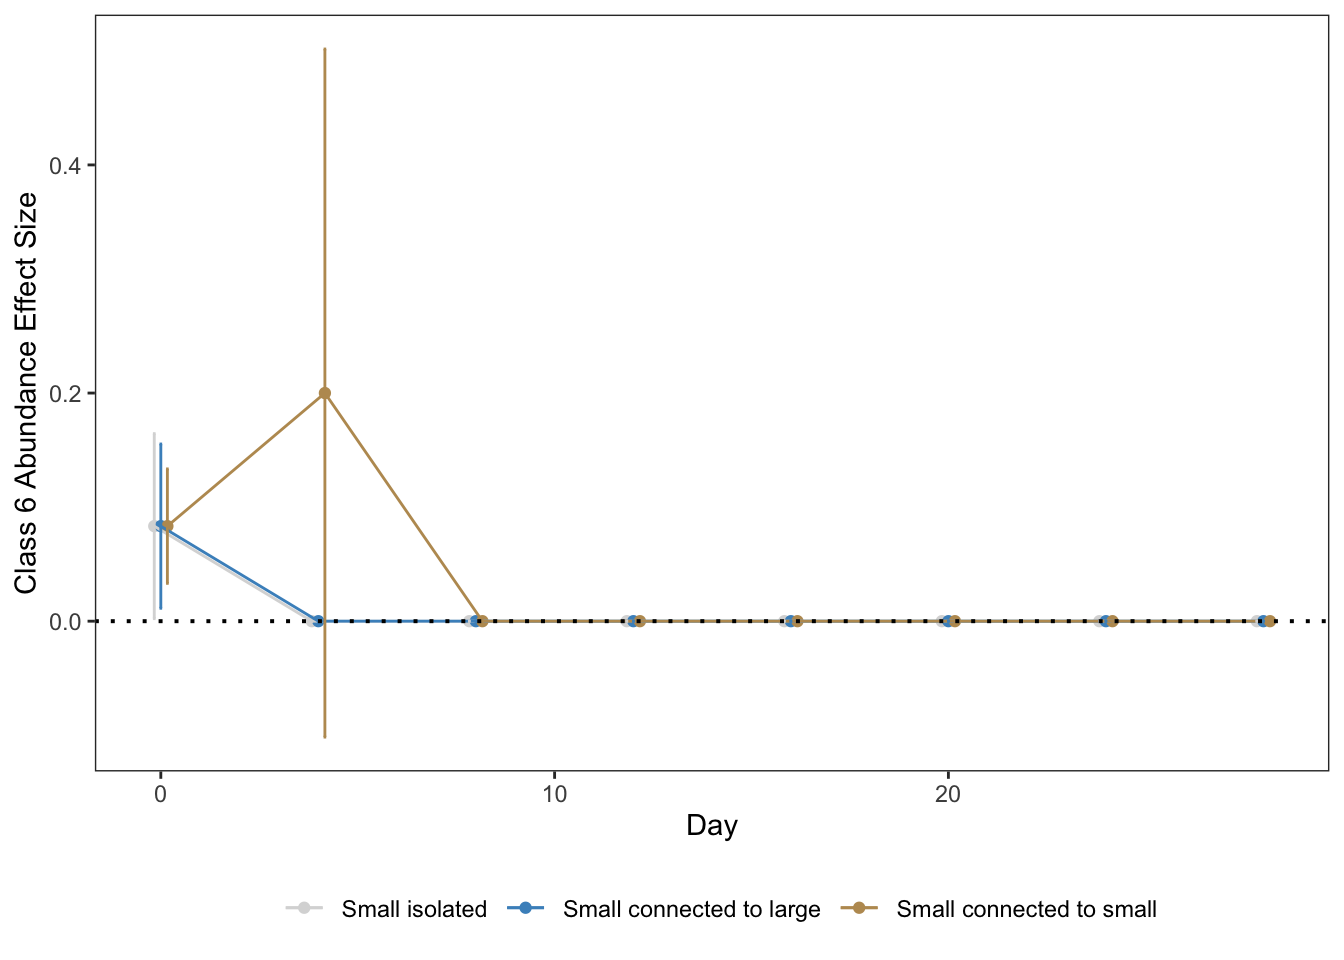 Class 6 Abundance Effect Size
0.4
0.2
0.0
0 10 20
Day
Small isolated Small connected to large Small connected to small